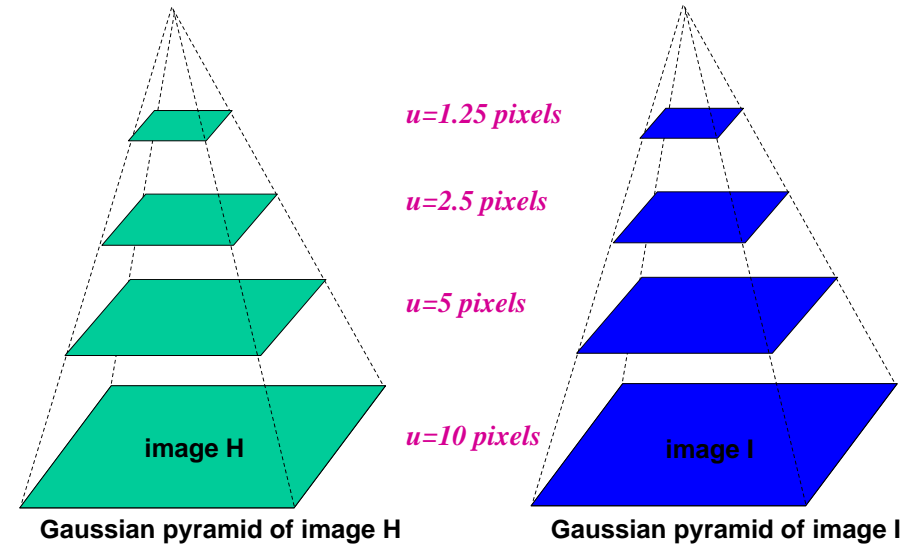 u=1.25 pixels
u=2.5 pixels
u=5 pixels
u=10 pixels
image H
image I
Gaussian pyramid of image H
Gaussian pyramid of image I